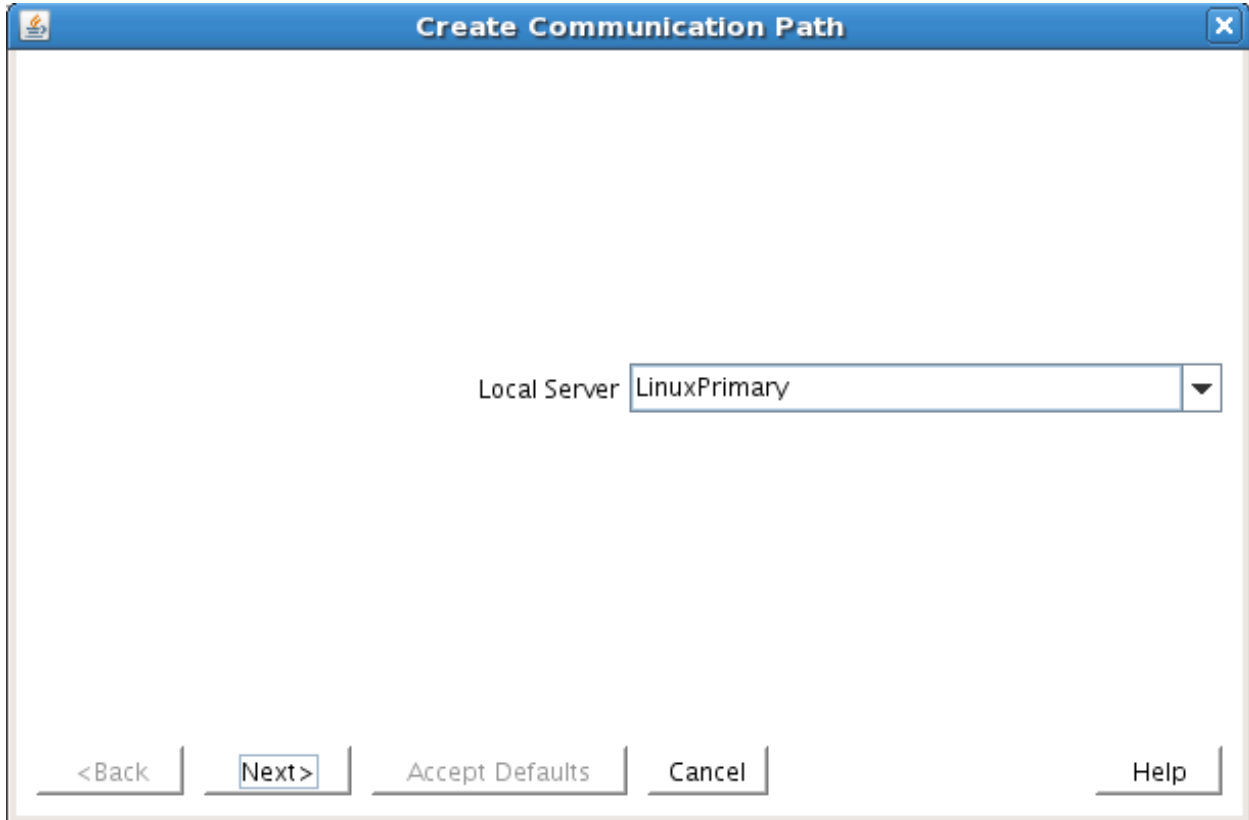 Create Communication Path
Local Server LinuxPrimary
<Back Next> Accept Defaults Cancel Help